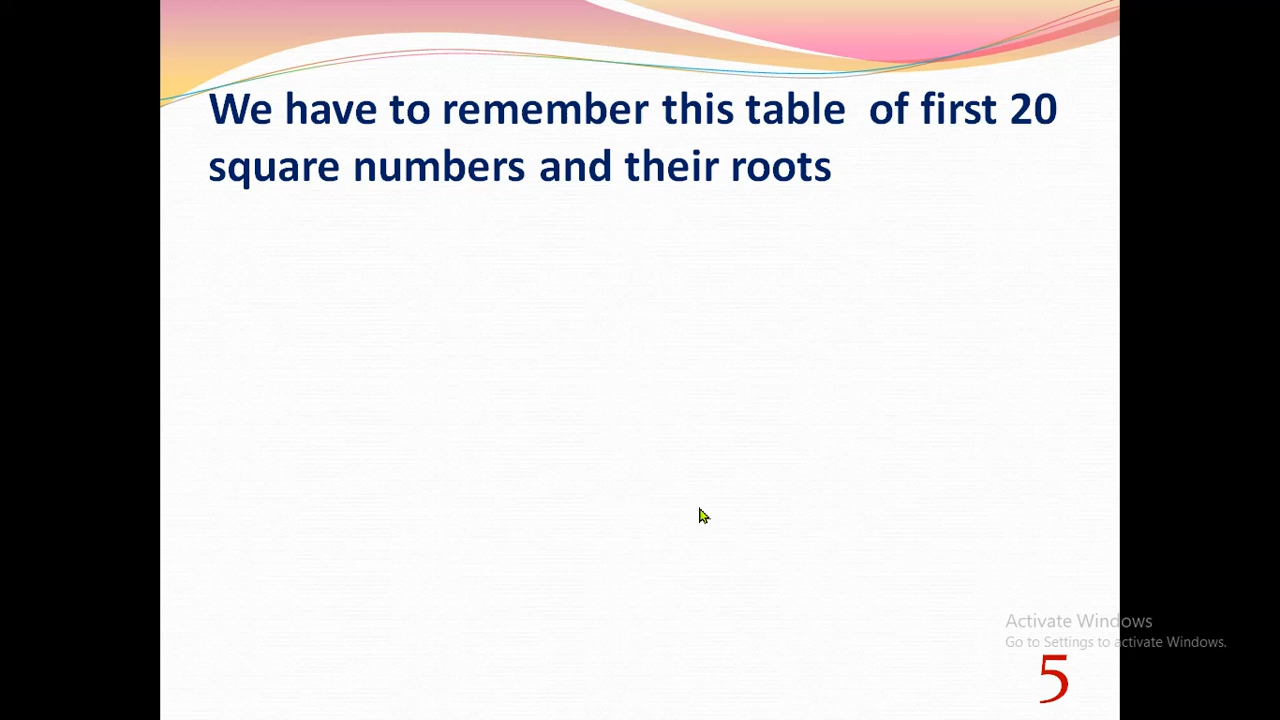 We have to remember this table  of first 20
square numbers and their roots
Activate Windows
Go to Settings to activate Windows.
5